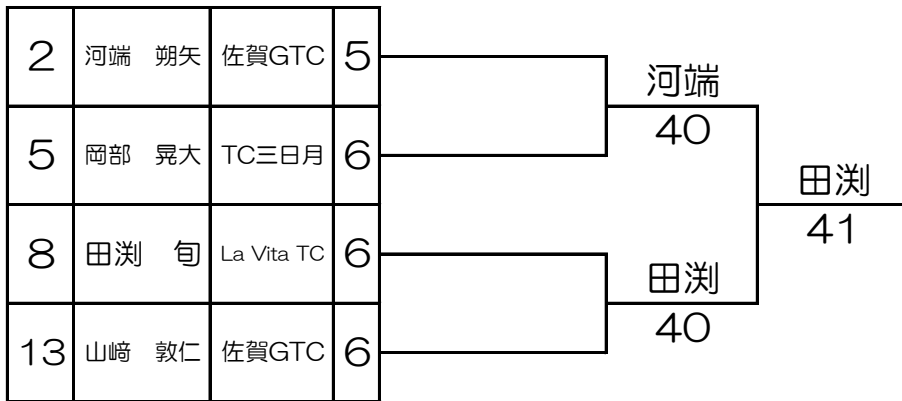 2 河端 朔矢 佐賀GTC 5
河端
40
5 岡部 晃大 TC三日月 6
田渕
41
8 田渕 旬 La Vita TC 6
田渕
40
13 山﨑 敦仁 佐賀GTC 6